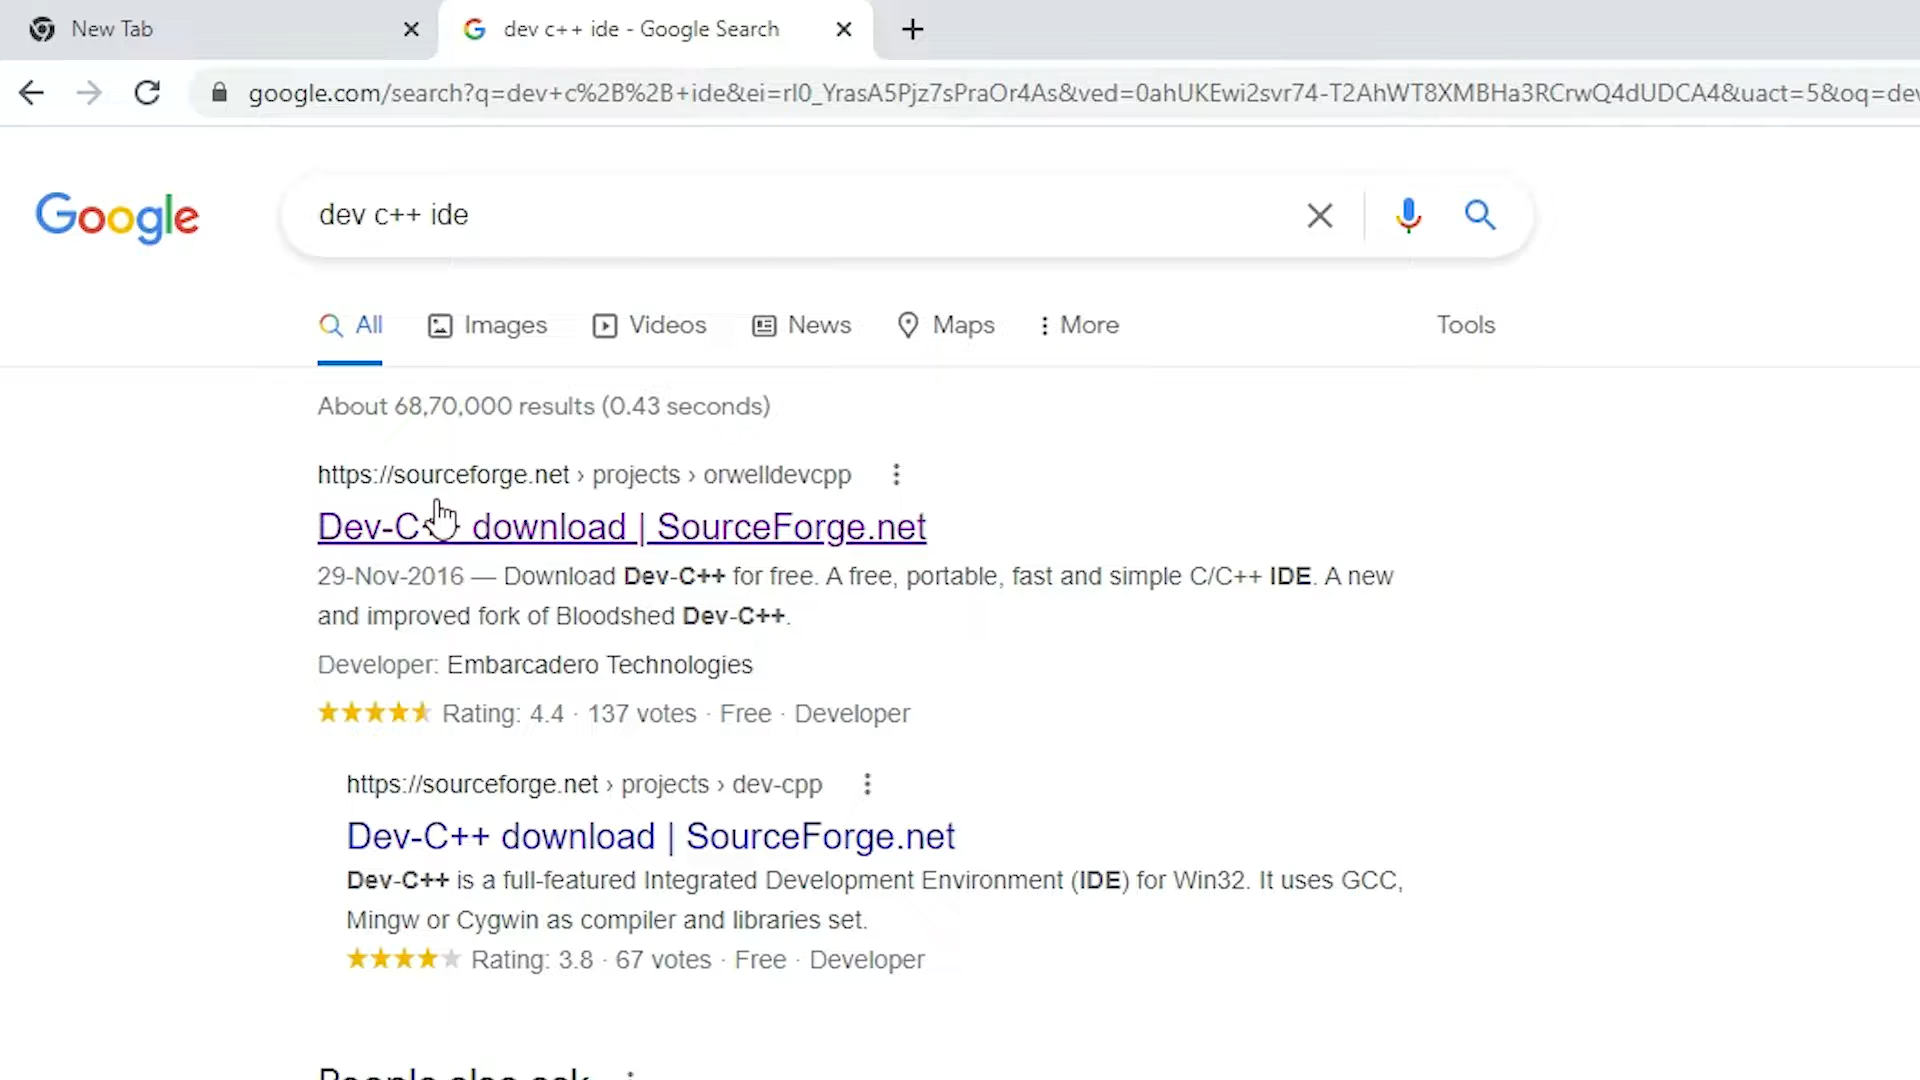 New Tab
dev c++ ide - Google Search
google.com/search?q=dev+c%2B%2B+ide&ei=rI0_YrasA5Pjz7sPraOr4As&ved=0ahUKEwi2svr74-T2AhWT8XMBHa3RCrwQ4dUDCA4&uact=5&oq=dev
Google
dev c++ ide
All Images Videos News Maps More Tools
About 68,70,000 results (0.43 seconds)
https://sourceforge.net › projects › orwelldevcpp
Dev-C download | SourceForge.net
29-Nov-2016 — Download Dev-C++ for free. A free, portable, fast and simple C/C++ IDE. A new
and improved fork of Bloodshed Dev-C++.
Developer: Embarcadero Technologies
Rating: 4.4 · 137 votes · Free · Developer
https://sourceforge.net › projects › dev-cpp
Dev-C++ download | SourceForge.net
Dev-C++ is a full-featured Integrated Development Environment (IDE) for Win32. It uses GCC,
Mingw or Cygwin as compiler and libraries set.
Rating: 3.8 · 67 votes · Free · Developer
People also ask